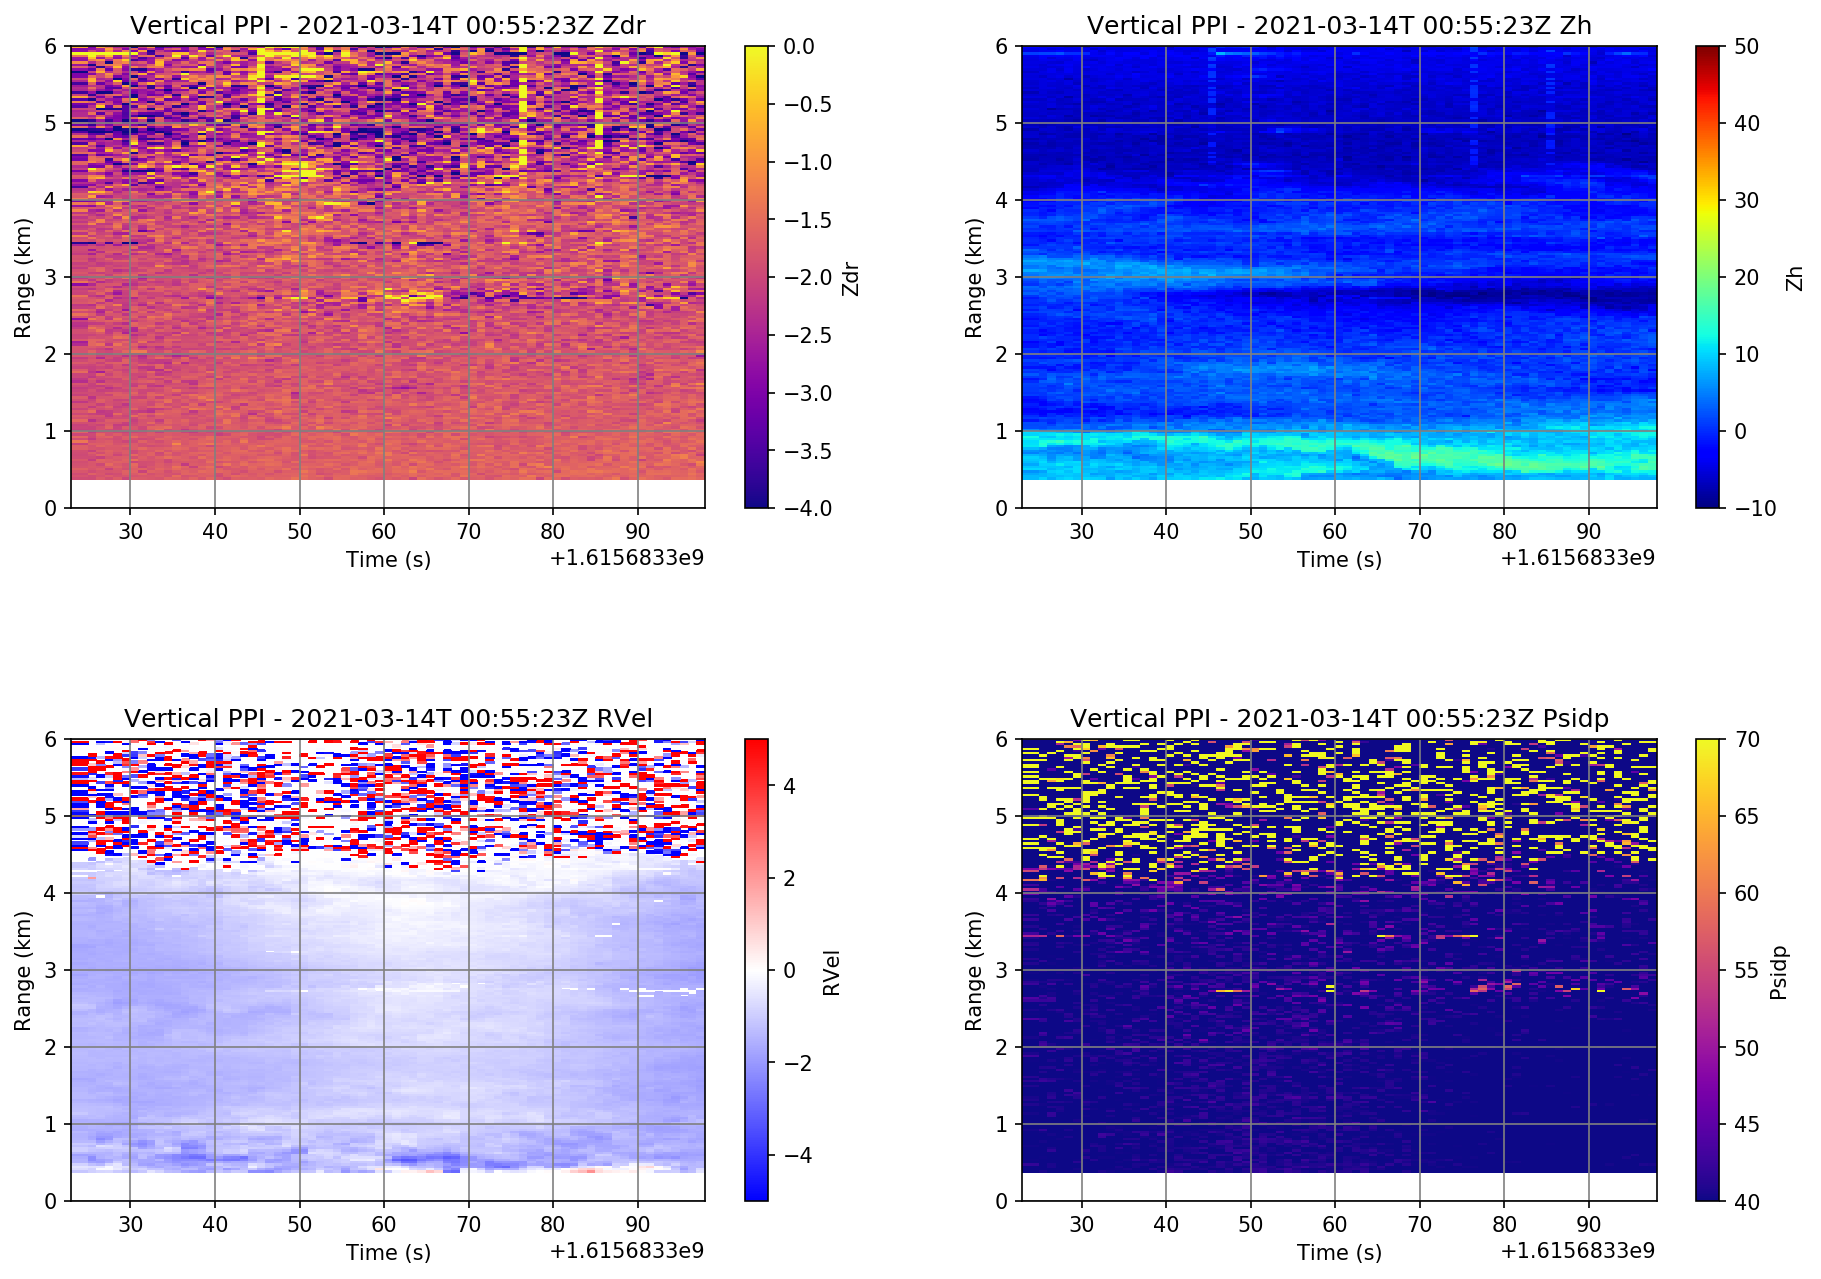 Vertical PPI - 2021-03-14T 00:55:23Z Zdr
6
5
4
3
2
1
0
Range (km)
30 40 50 60 70 80 90
Time (s)
+1.6156833e9
0.0
−0.5
−1.0
−1.5
−2.0
−2.5
−3.0
−3.5
−4.0
Zdr
Vertical PPI - 2021-03-14T 00:55:23Z Zh
6
5
4
3
2
1
0
Range (km)
30 40 50 60 70 80 90
Time (s)
+1.6156833e9
50
40
30
20
10
0
−10
Zh
Vertical PPI - 2021-03-14T 00:55:23Z RVel
6
5
4
3
2
1
0
Range (km)
30 40 50 60 70 80 90
Time (s)
+1.6156833e9
4
2
0
−2
−4
RVel
Vertical PPI - 2021-03-14T 00:55:23Z Psidp
6
5
4
3
2
1
0
Range (km)
30 40 50 60 70 80 90
Time (s)
+1.6156833e9
70
65
60
55
50
45
40
Psidp